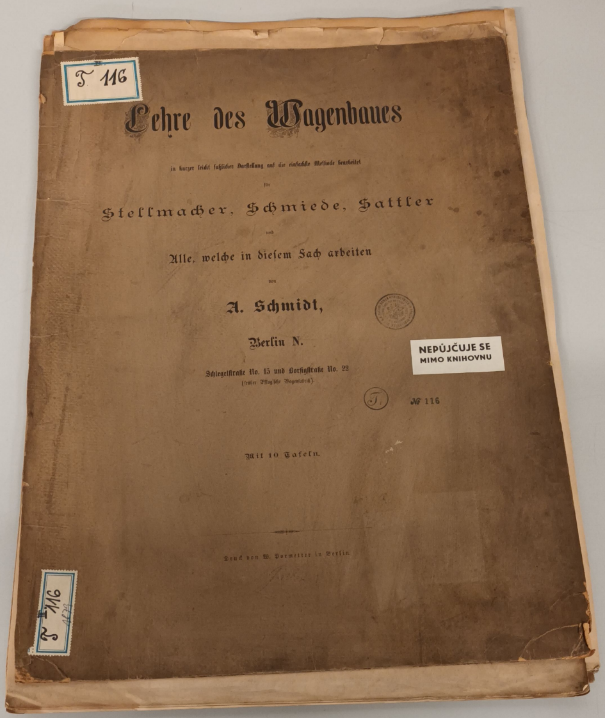 T 116
Lehre des Wagenbaues
in kurzer leicht faßlicher Darstellung und der einfachsten Methode bearbeitet
für
Stellmacher, Schmiede, Sattler
und
Alle, welche in diesem Fach arbeiten
von
A. Schmidt,
Berlin N.
Schlegelstraße No. 15 und Borsigstraße No. 22
NEPŮJČUJE SE
MIMO KNIHOVNU
T.
№ 116
Mit 10 Tafeln.
Druck von W. in Berlin
T 116